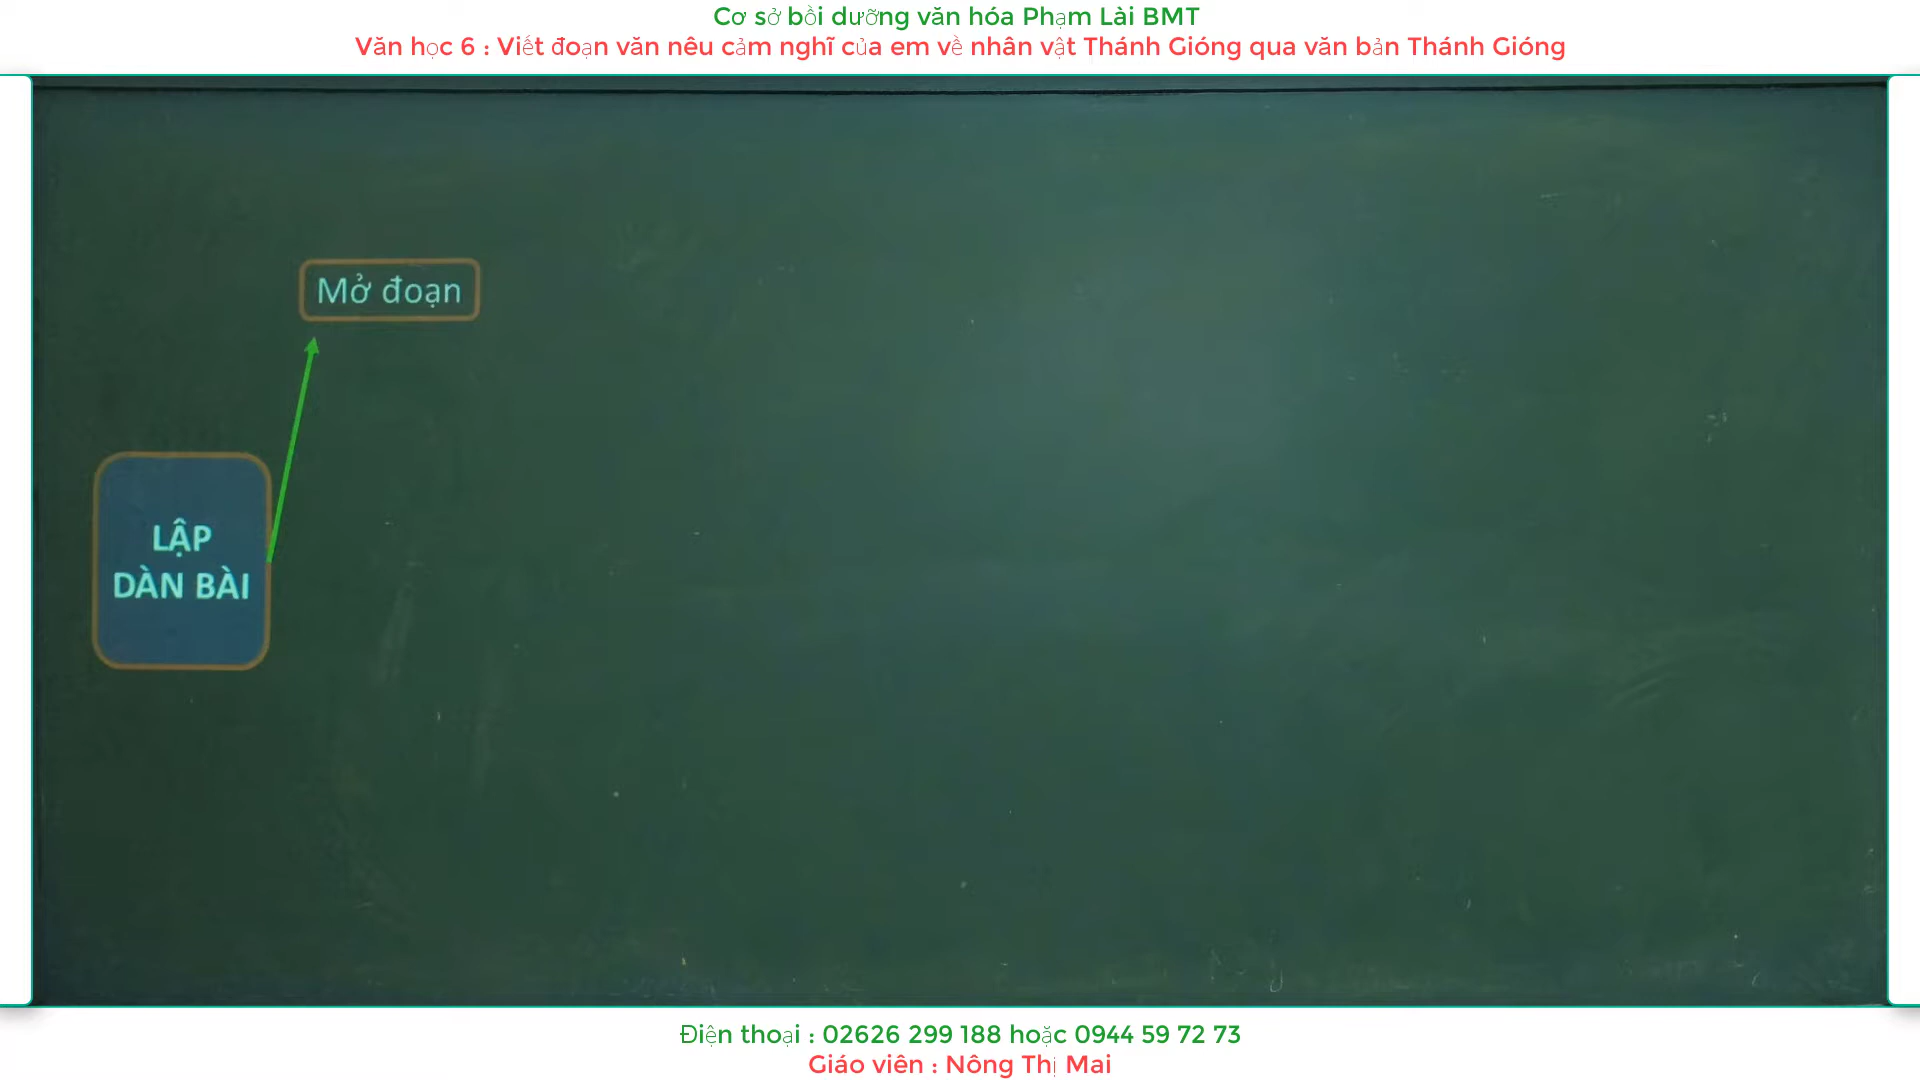 Cơ sở bồi dưỡng văn hóa Phạm Lài BMT
Văn học 6 : Viết đoạn văn nêu cảm nghĩ của em về nhân vật Thánh Gióng qua văn bản Thánh Gióng
Mở đoạn
LẬP
DÀN BÀI
Điện thoại : 02626 299 188 hoặc 0944 59 72 73
Giáo viên : Nông Thị Mai